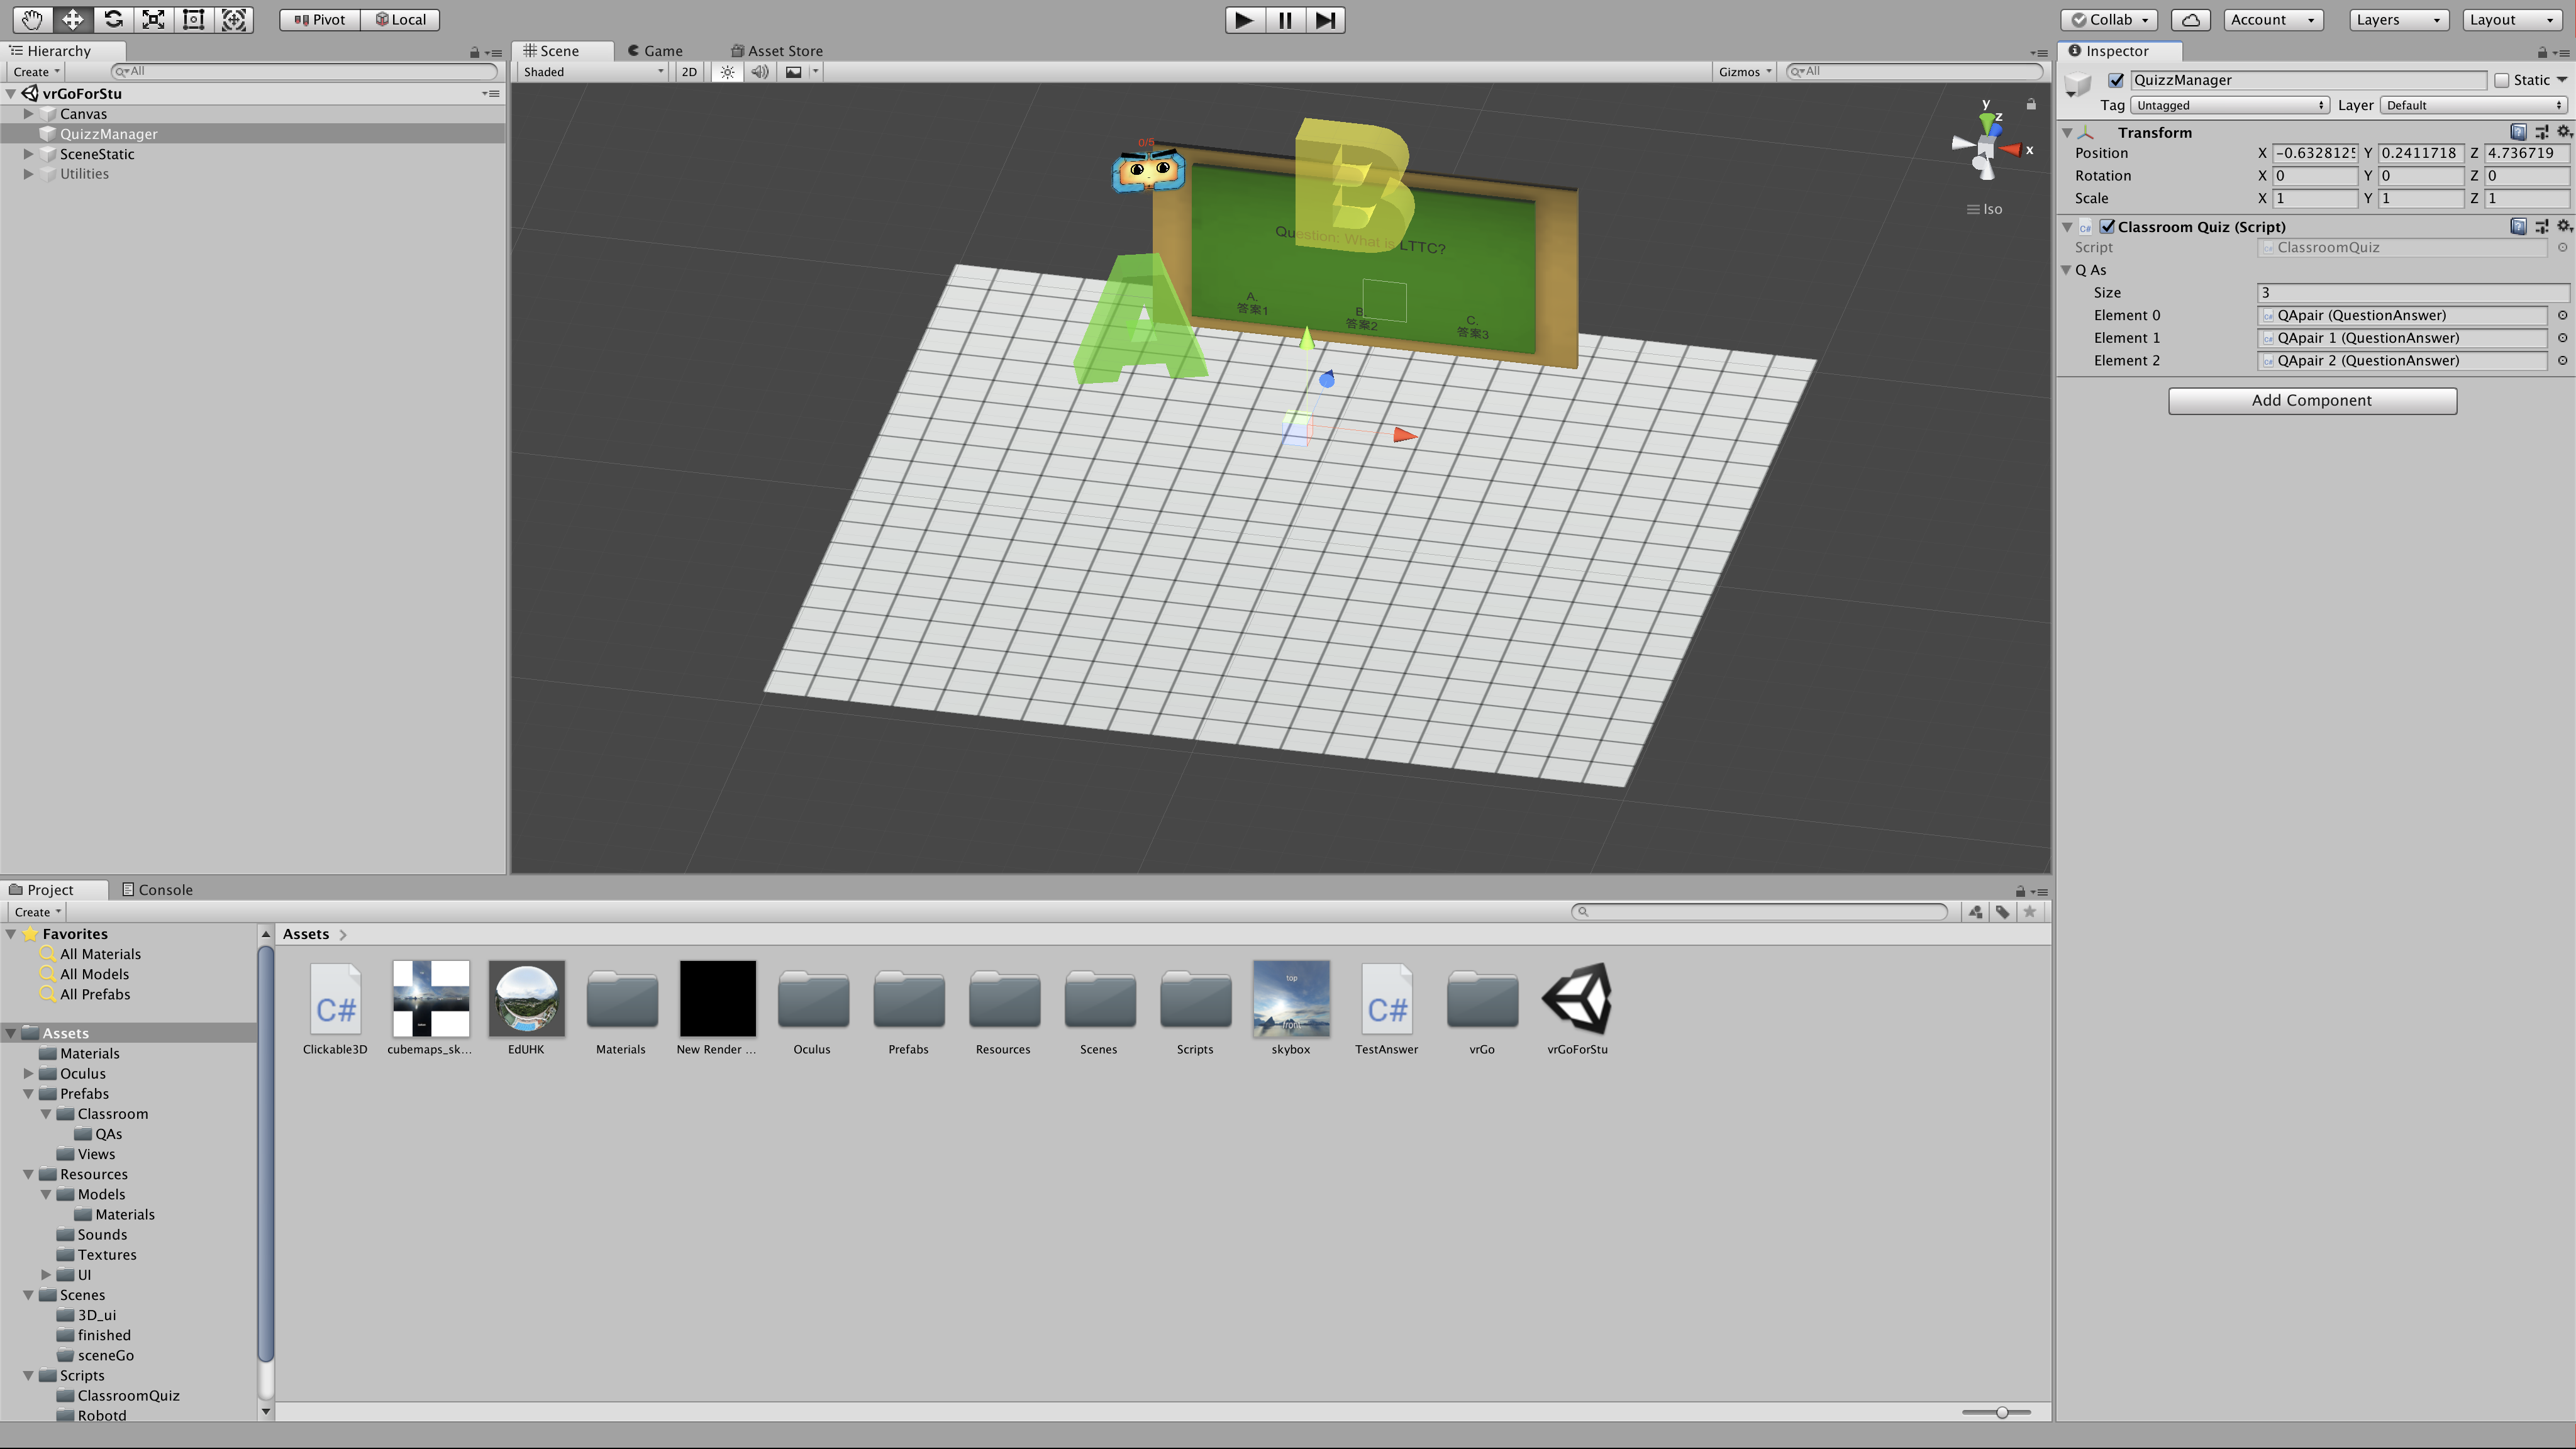 Pivot Local Collab Account Layers Layout
Hierarchy
Create All
vrGoForStu
Canvas
QuizzManager
SceneStatic
Utilities
Scene Game Asset Store
Shaded 2D Gizmos All
y
z
x
Iso
0/5
B
A
Question: What is LTTC?
A.
答案1
B.
答案2
C.
答案3
Inspector
QuizzManager Static
Tag Untagged Layer Default
Transform
Position X -0.6328125 Y 0.2411718 Z 4.736719
Rotation X 0 Y 0 Z 0
Scale X 1 Y 1 Z 1
C# Classroom Quiz (Script)
Script ClassroomQuiz
Q As
Size 3
Element 0 QApair (QuestionAnswer)
Element 1 QApair 1 (QuestionAnswer)
Element 2 QApair 2 (QuestionAnswer)
Add Component
Project Console
Create
Favorites
All Materials
All Models
All Prefabs
Assets
Materials
Oculus
Prefabs
Classroom
QAs
Views
Resources
Models
Materials
Sounds
Textures
UI
Scenes
3D_ui
finished
sceneGo
Scripts
ClassroomQuiz
Robotd
Assets
C# top front C#
Clickable3D cubemaps_sk... EdUHK Materials New Render ... Oculus Prefabs Resources Scenes Scripts skybox TestAnswer vrGo vrGoForStu